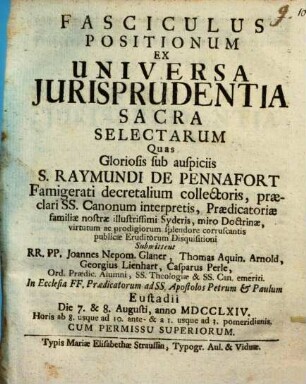 FASCICULUS
POSITIONUM
EX
UNIVERSA
JURISPRUDENTIA
SACRA
SELECTARUM
Quas
Gloriosis sub auspiciis
S. RAYMUNDI DE PENNAFORT
Famigerati decretalium collectoris, præ-
clari SS. Canonum interpretis, Prædicatoriæ
familiæ nostræ illustrissimi Syderis, miro Doctrinæ,
virtutum ac prodigiorum splendore corruscantis
publicæ Eruditorum Disquisitioni
Submittent
RR. PP. Joannes Nepom. Glaner, Thomas Aquin. Arnold,
Georgius Lienhart, Casparus Perle,
Ord. Prædic. Alumni, SS. Theologiæ & SS. Can. emeriti.
In Ecclesia FF. Prædicatorum ad SS. Apostolos Petrum & Paulum
Eustadii
Die 7. & 8. Augusti, anno MDCCLXIV.
Horis ab 8. usque ad 10. ante- & a 1. usque ad 3. pomeridianis.
CUM PERMISSU SUPERIORUM.
Typis Mariæ Elisabethæ Straussin, Typogr. Aul. & Viduæ.